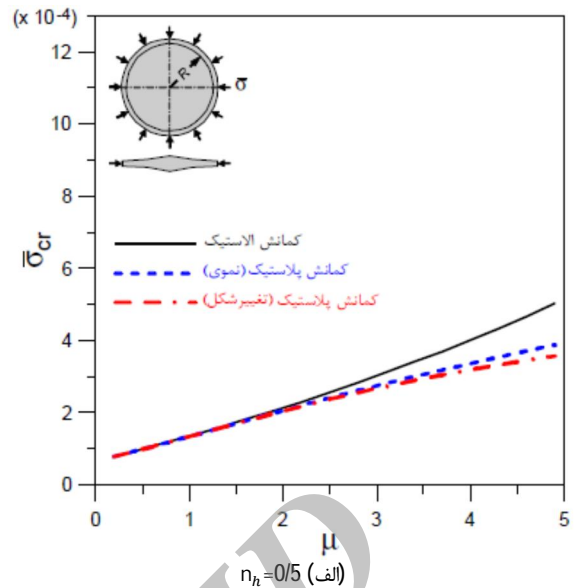 (x 10⁻⁴)
12
10
8
6
4
2
0
σ̅cr
R
σ̅
کمانش الاستیک
کمانش پلاستیک (نموی)
کمانش پلاستیک (تغییرشکل)
0 1 2 3 4 5
μ
(الف) nₕ=0/5